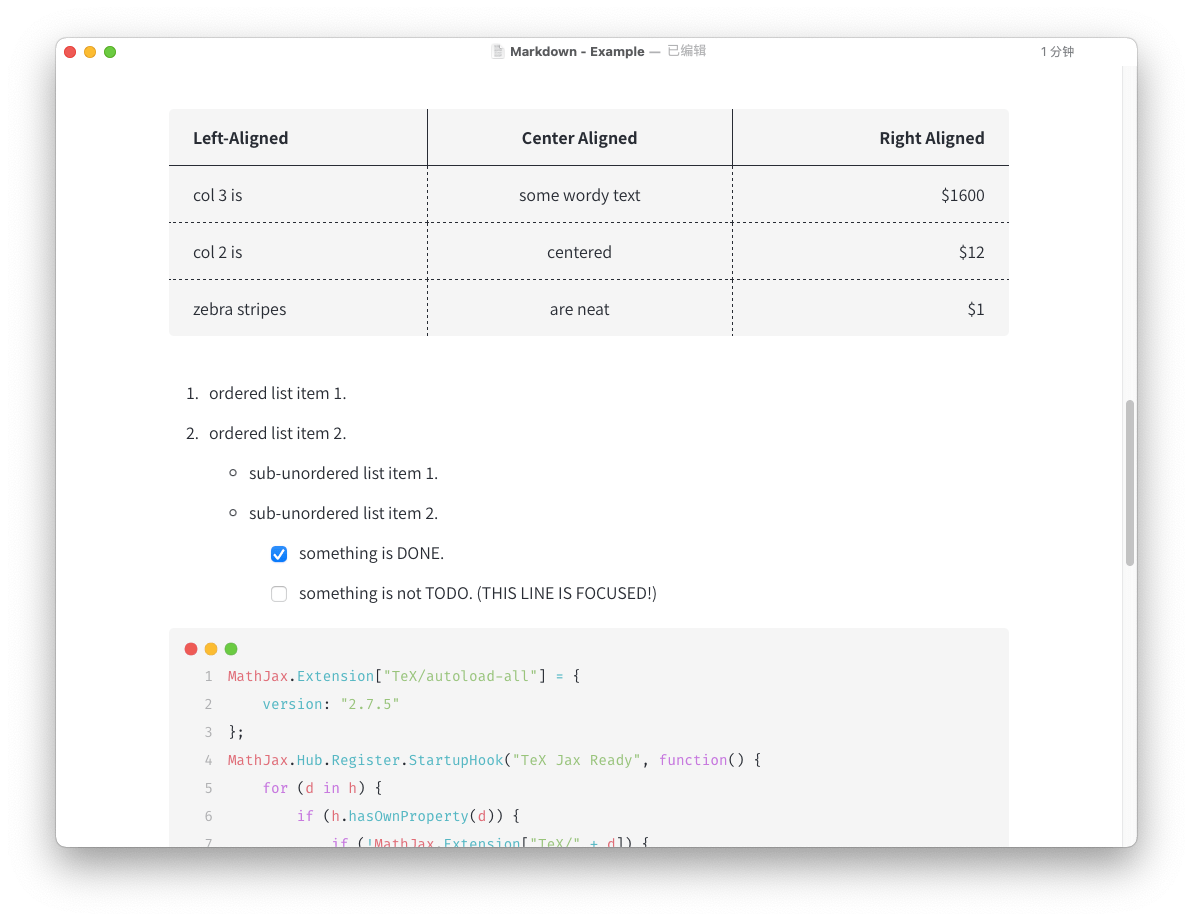 Markdown - Example — 已编辑
1 分钟
Left-Aligned Center Aligned Right Aligned
col 3 is some wordy text $1600
col 2 is centered $12
zebra stripes are neat $1
1. ordered list item 1.
2. ordered list item 2.
sub-unordered list item 1.
sub-unordered list item 2.
something is DONE.
something is not TODO. (THIS LINE IS FOCUSED!)
1 MathJax.Extension["TeX/autoload-all"] = {
2 version: "2.7.5"
3 };
4 MathJax.Hub.Register.StartupHook("TeX Jax Ready", function() {
5 for (d in h) {
6 if (h.hasOwnProperty(d)) {
7 if (!MathJax.Extension["TeX/" + d]) {